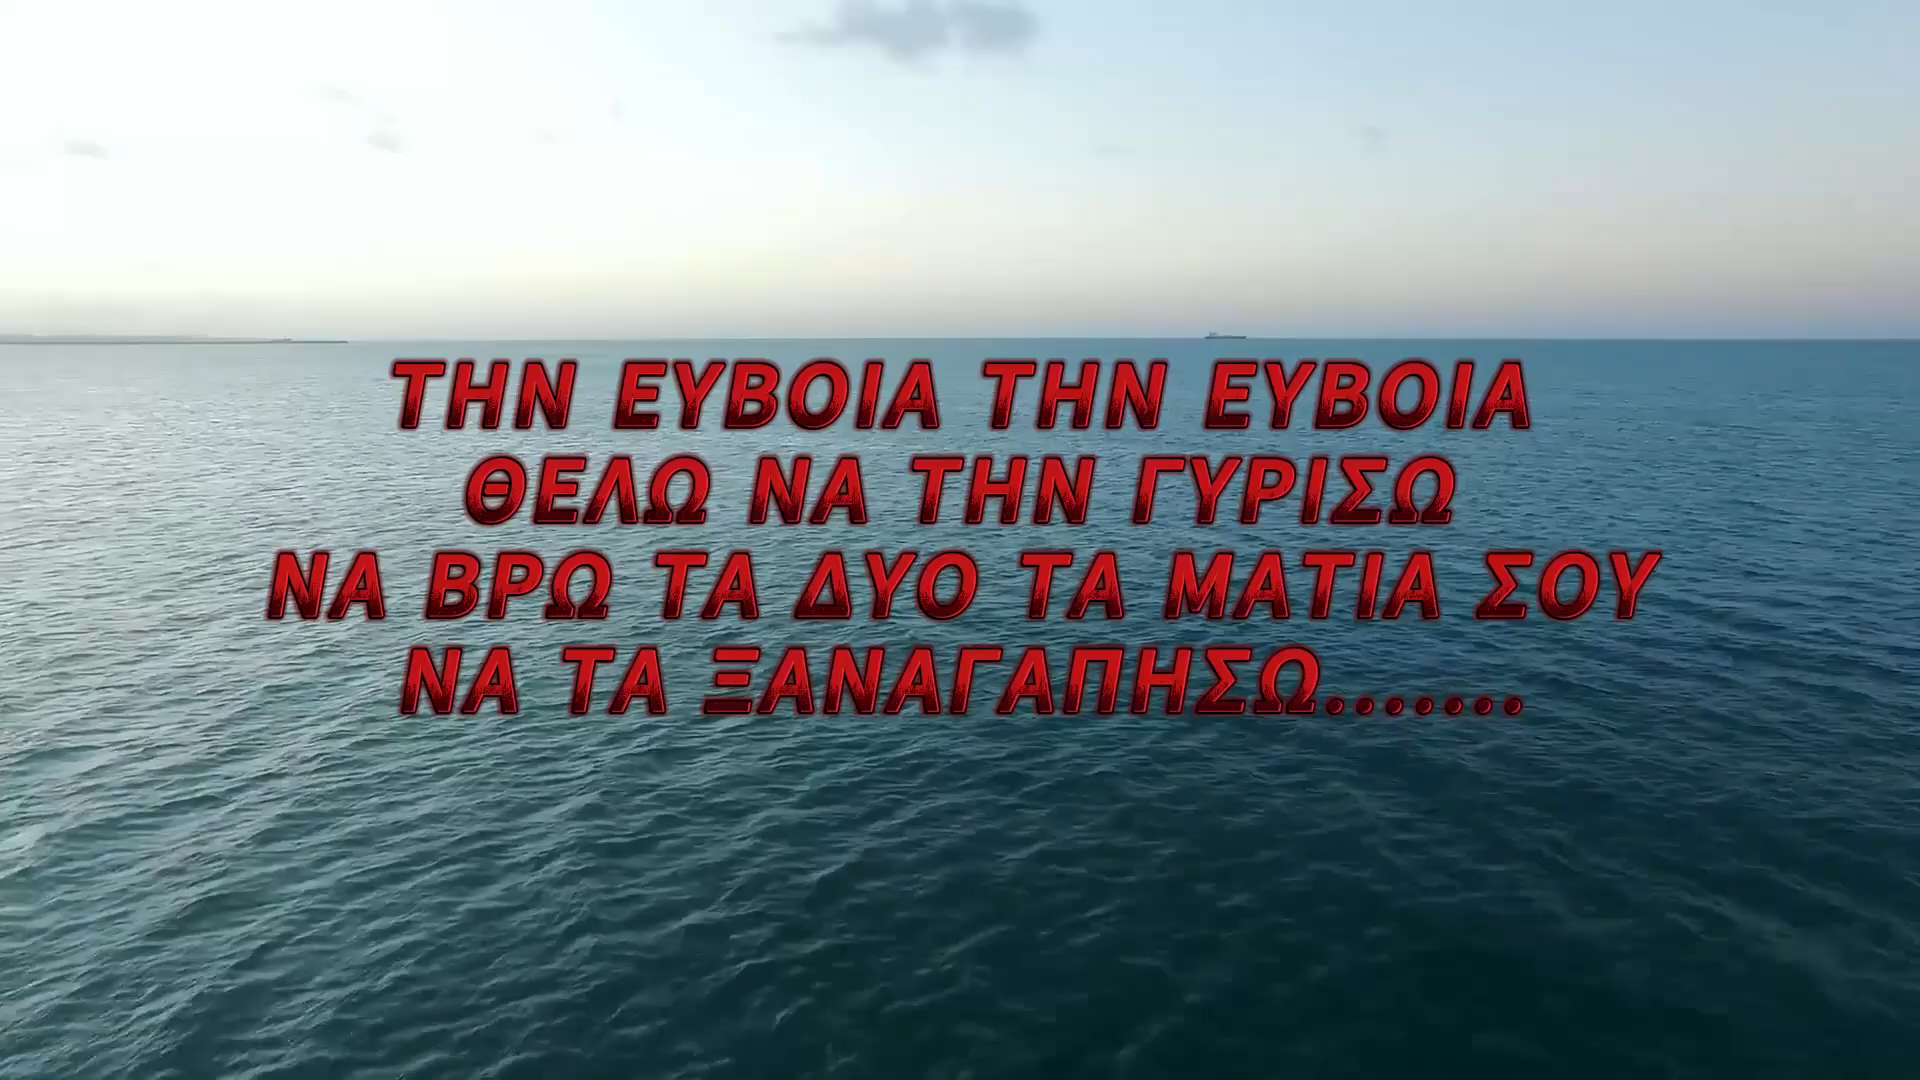 ΤΗΝ ΕΥΒΟΙΑ ΤΗΝ ΕΥΒΟΙΑ
ΘΕΛΩ ΝΑ ΤΗΝ ΓΥΡΙΣΩ
ΝΑ ΒΡΩ ΤΑ ΔΥΟ ΤΑ ΜΑΤΙΑ ΣΟΥ
ΝΑ ΤΑ ΞΑΝΑΓΑΠΗΣΩ.......